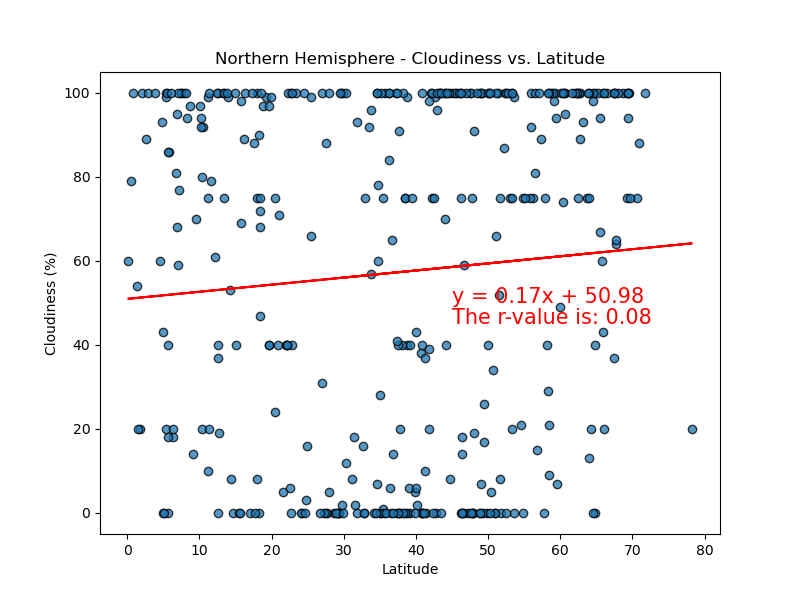 Northern Hemisphere - Cloudiness vs. Latitude
100
80
60
40
20
0
Cloudiness (%)
y = 0.17x + 50.98
The r-value is: 0.08
0 10 20 30 40 50 60 70 80
Latitude